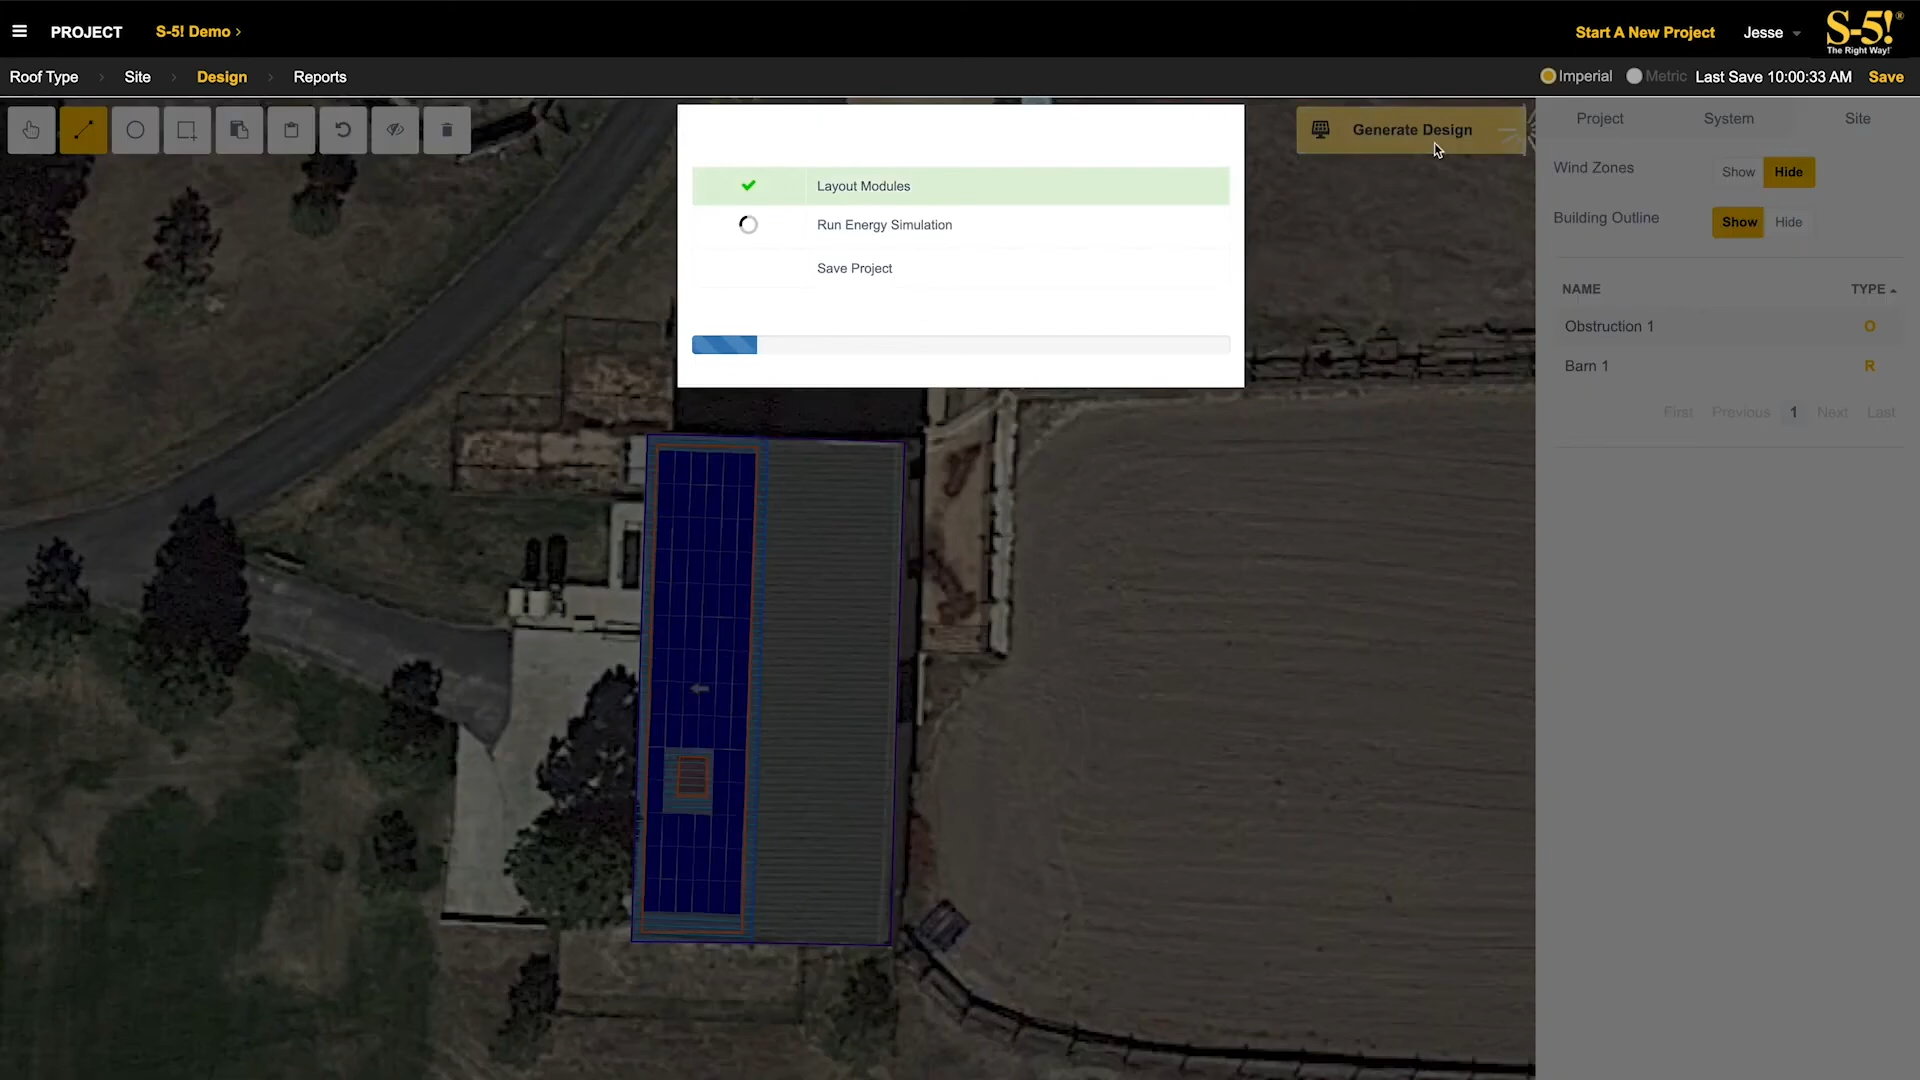 PROJECT
S-5! Demo ›
Start A New Project
Jesse
S-5!®
The Right Way!
Roof Type
Site
Design
Reports
Imperial
Metric
Last Save 10:00:33 AM
Save
Generate Design
Layout Modules
Run Energy Simulation
Save Project
Project
System
Site
Wind Zones
Show
Hide
Building Outline
Show
Hide
NAME
TYPE
Obstruction 1
O
Barn 1
R
First
Previous
1
Next
Last